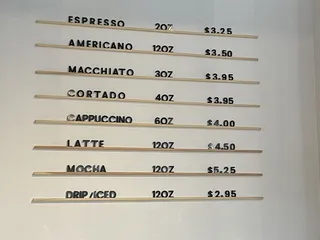 ESPRESSO 2OZ $3.25
AMERICANO 12OZ $3.50
MACCHIATO 3OZ $3.95
CORTADO 4OZ $3.95
CAPPUCCINO 6OZ $4.00
LATTE 12OZ $4.50
MOCHA 12OZ $5.25
DRIP/ICED 12OZ $2.95